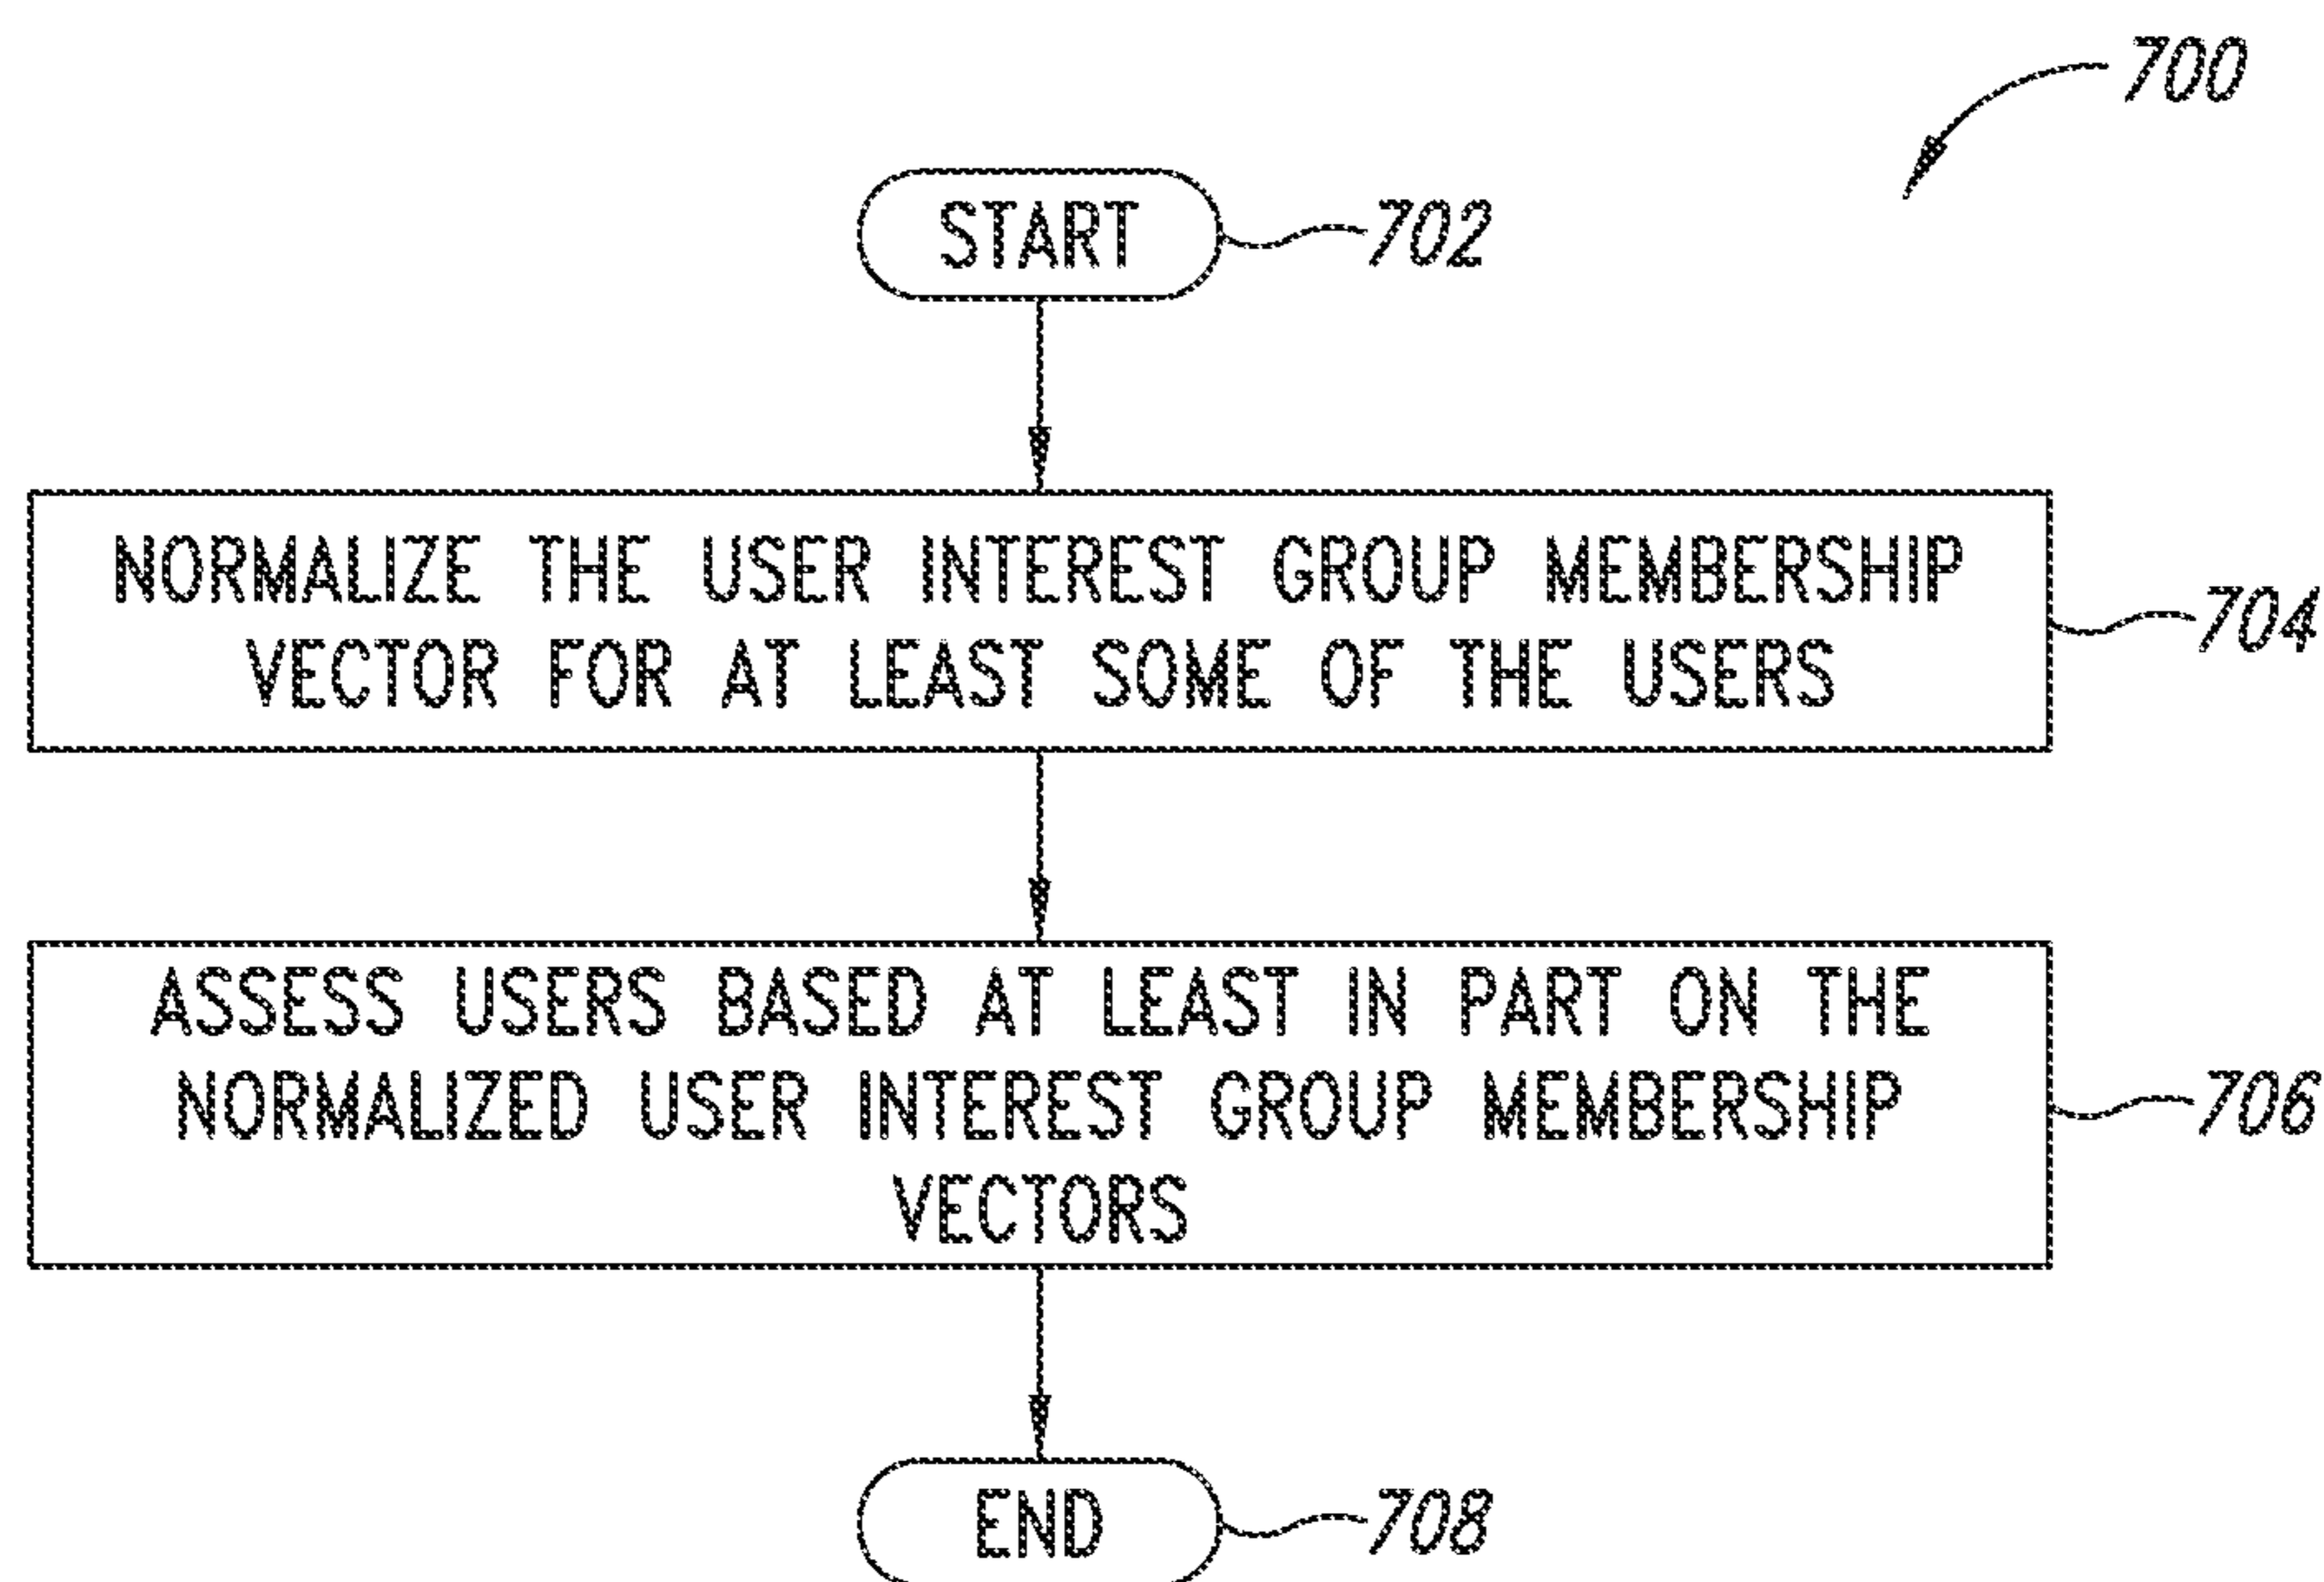 700
START 702
NORMALIZE THE USER INTEREST GROUP MEMBERSHIP
VECTOR FOR AT LEAST SOME OF THE USERS
704
ASSESS USERS BASED AT LEAST IN PART ON THE
NORMALIZED USER INTEREST GROUP MEMBERSHIP
VECTORS
706
END 708